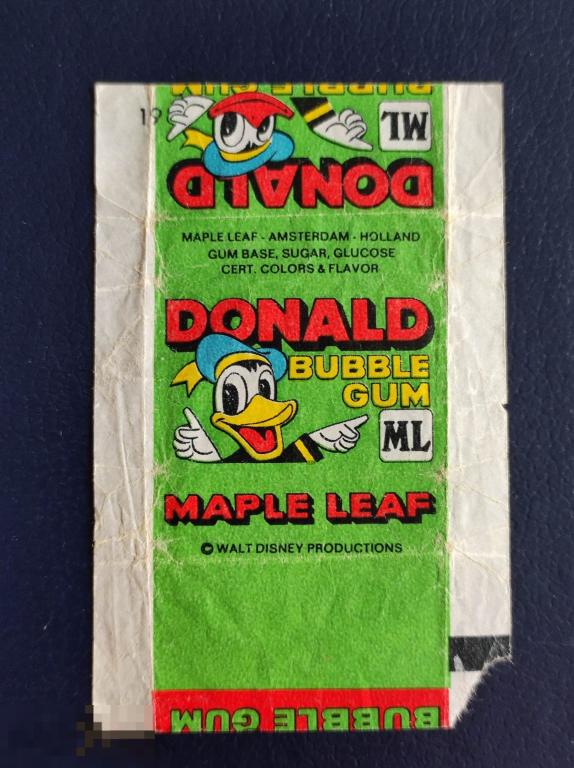 BUBBLE GUM
19
ML
DONALD
MAPLE LEAF - AMSTERDAM - HOLLAND
GUM BASE, SUGAR, GLUCOSE
CERT. COLORS & FLAVOR
DONALD
BUBBLE
GUM
ML
MAPLE LEAF
© WALT DISNEY PRODUCTIONS
BUBBLE GUM